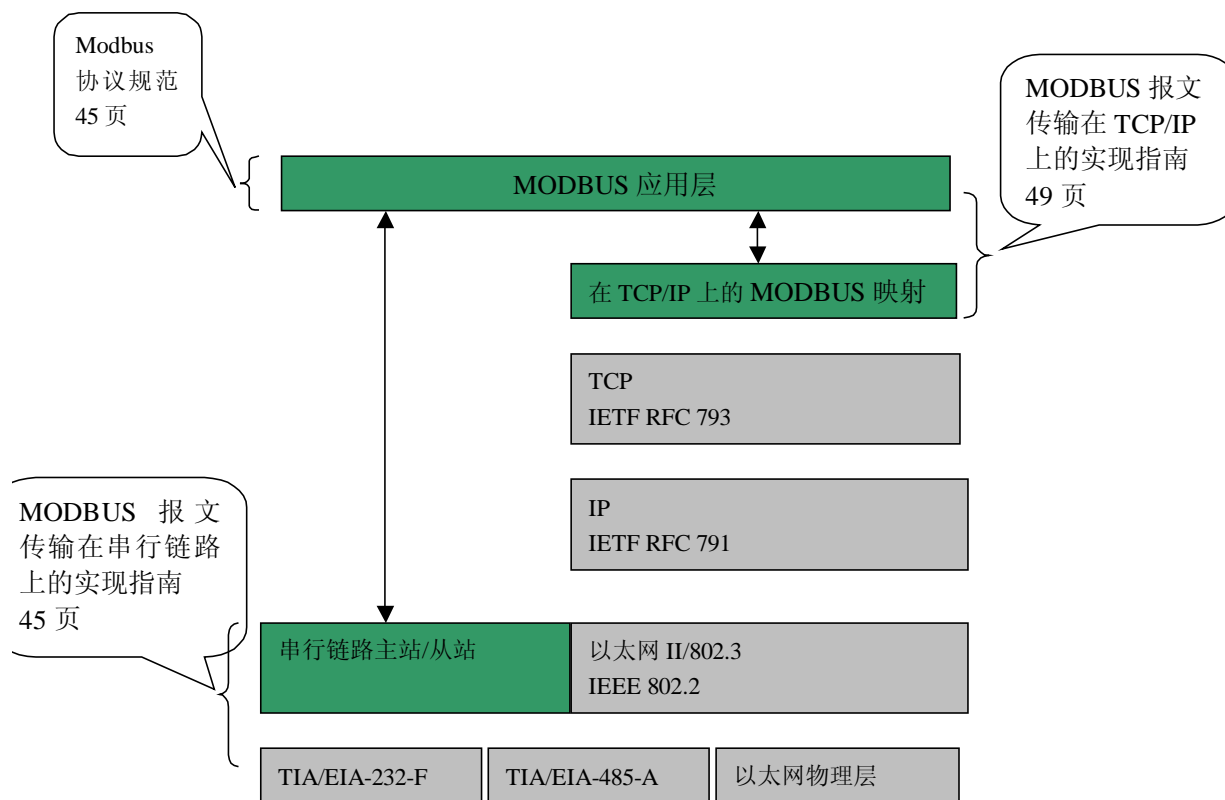 Modbus
协议规范
45 页
MODBUS 报文
传输在 TCP/IP
上的实现指南
49 页
MODBUS 应用层
在 TCP/IP 上的 MODBUS 映射
TCP
IETF RFC 793
IP
IETF RFC 791
MODBUS 报文
传输在串行链路
上的实现指南
45 页
串行链路主站/从站
以太网 II/802.3
IEEE 802.2
TIA/EIA-232-F
TIA/EIA-485-A
以太网物理层